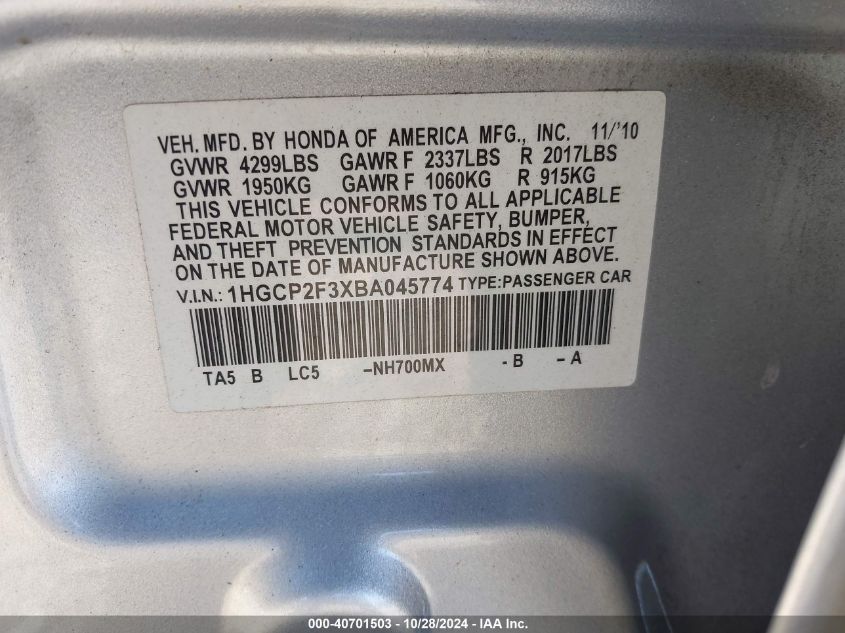 VEH. MFD. BY HONDA OF AMERICA MFG., INC. 11/'10
GVWR 4299LBS GAWR F 2337LBS R 2017LBS
GVWR 1950KG GAWR F 1060KG R 915KG
THIS VEHICLE CONFORMS TO ALL APPLICABLE
FEDERAL MOTOR VEHICLE SAFETY, BUMPER,
AND THEFT PREVENTION STANDARDS IN EFFECT
ON THE DATE OF MANUFACTURE SHOWN ABOVE.
V.I.N.: 1HGCP2F3XBA045774 TYPE:PASSENGER CAR
TA5 B LC5 -NH700MX -B -A
000-40701503 - 10/28/2024 - IAA Inc.